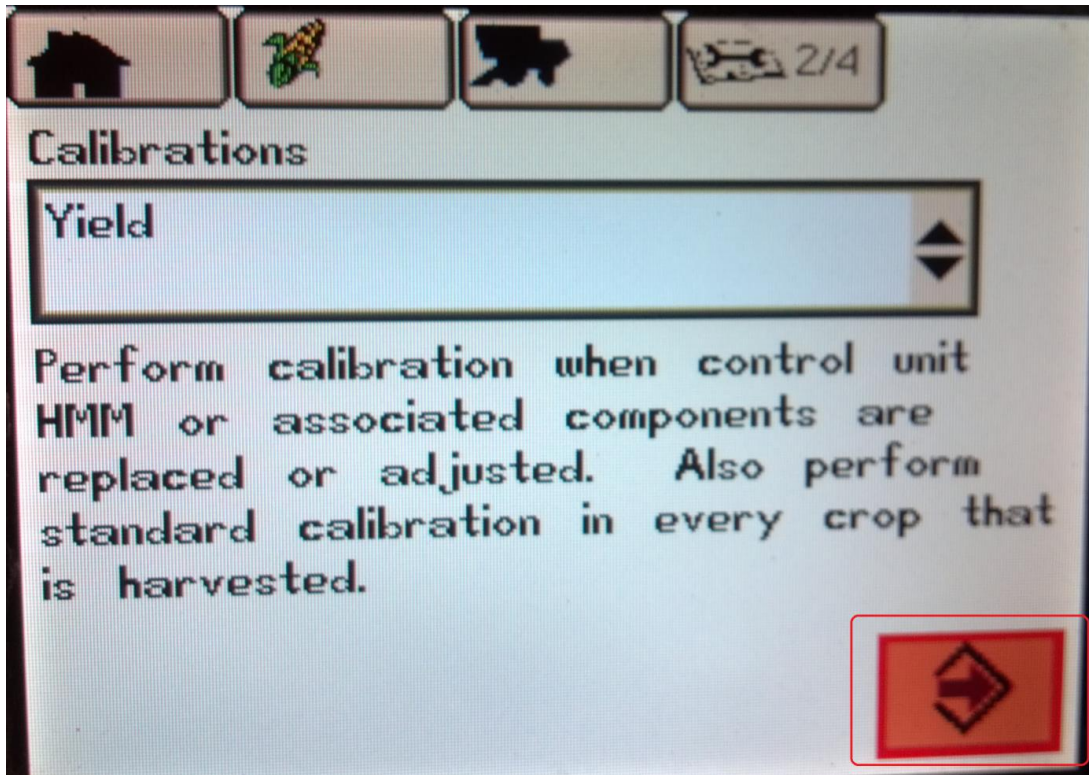 2/4
Calibrations
Yield
Perform calibration when control unit
HMM or associated components are
replaced or adjusted. Also perform
standard calibration in every crop that
is harvested.